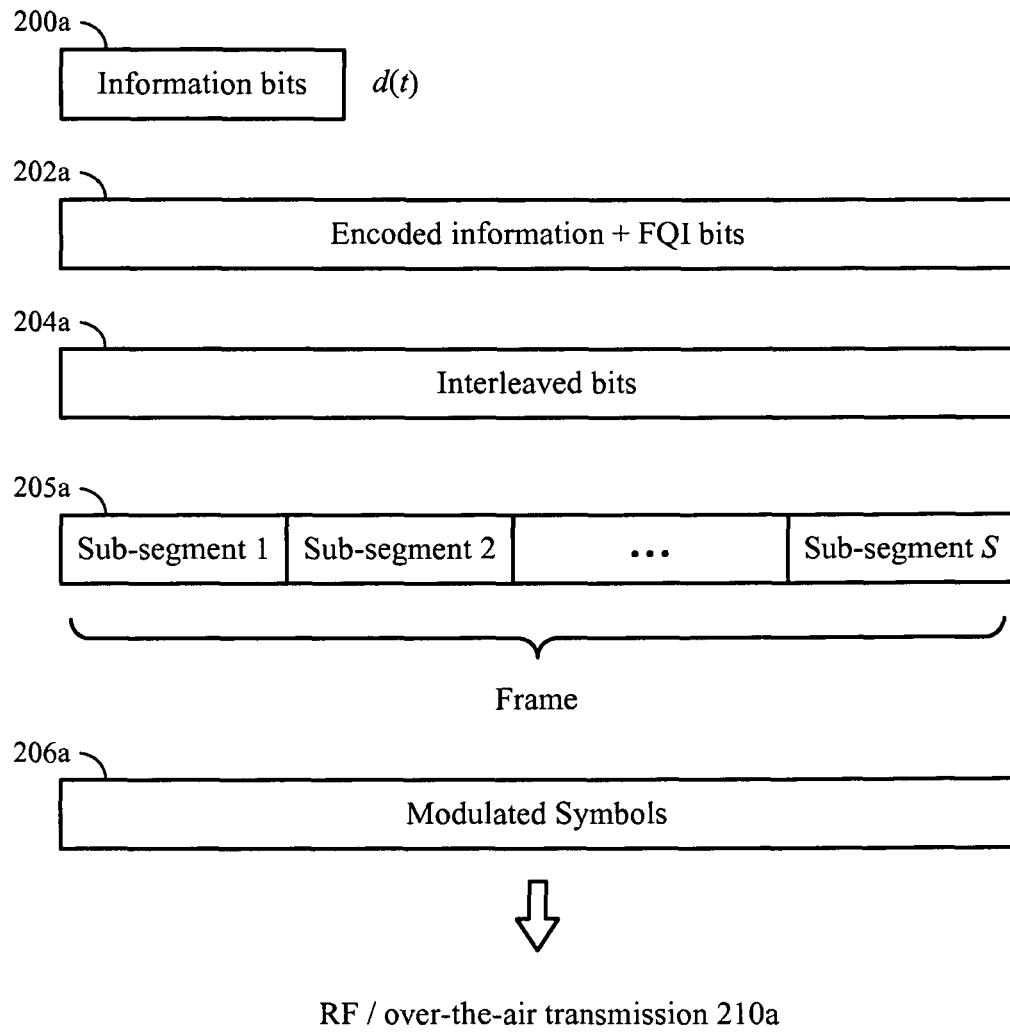 200a
Information bits d(t)
202a
Encoded information + FQI bits
204a
Interleaved bits
205a
Sub-segment 1 Sub-segment 2 ... Sub-segment S
Frame
206a
Modulated Symbols
RF / over-the-air transmission 210a